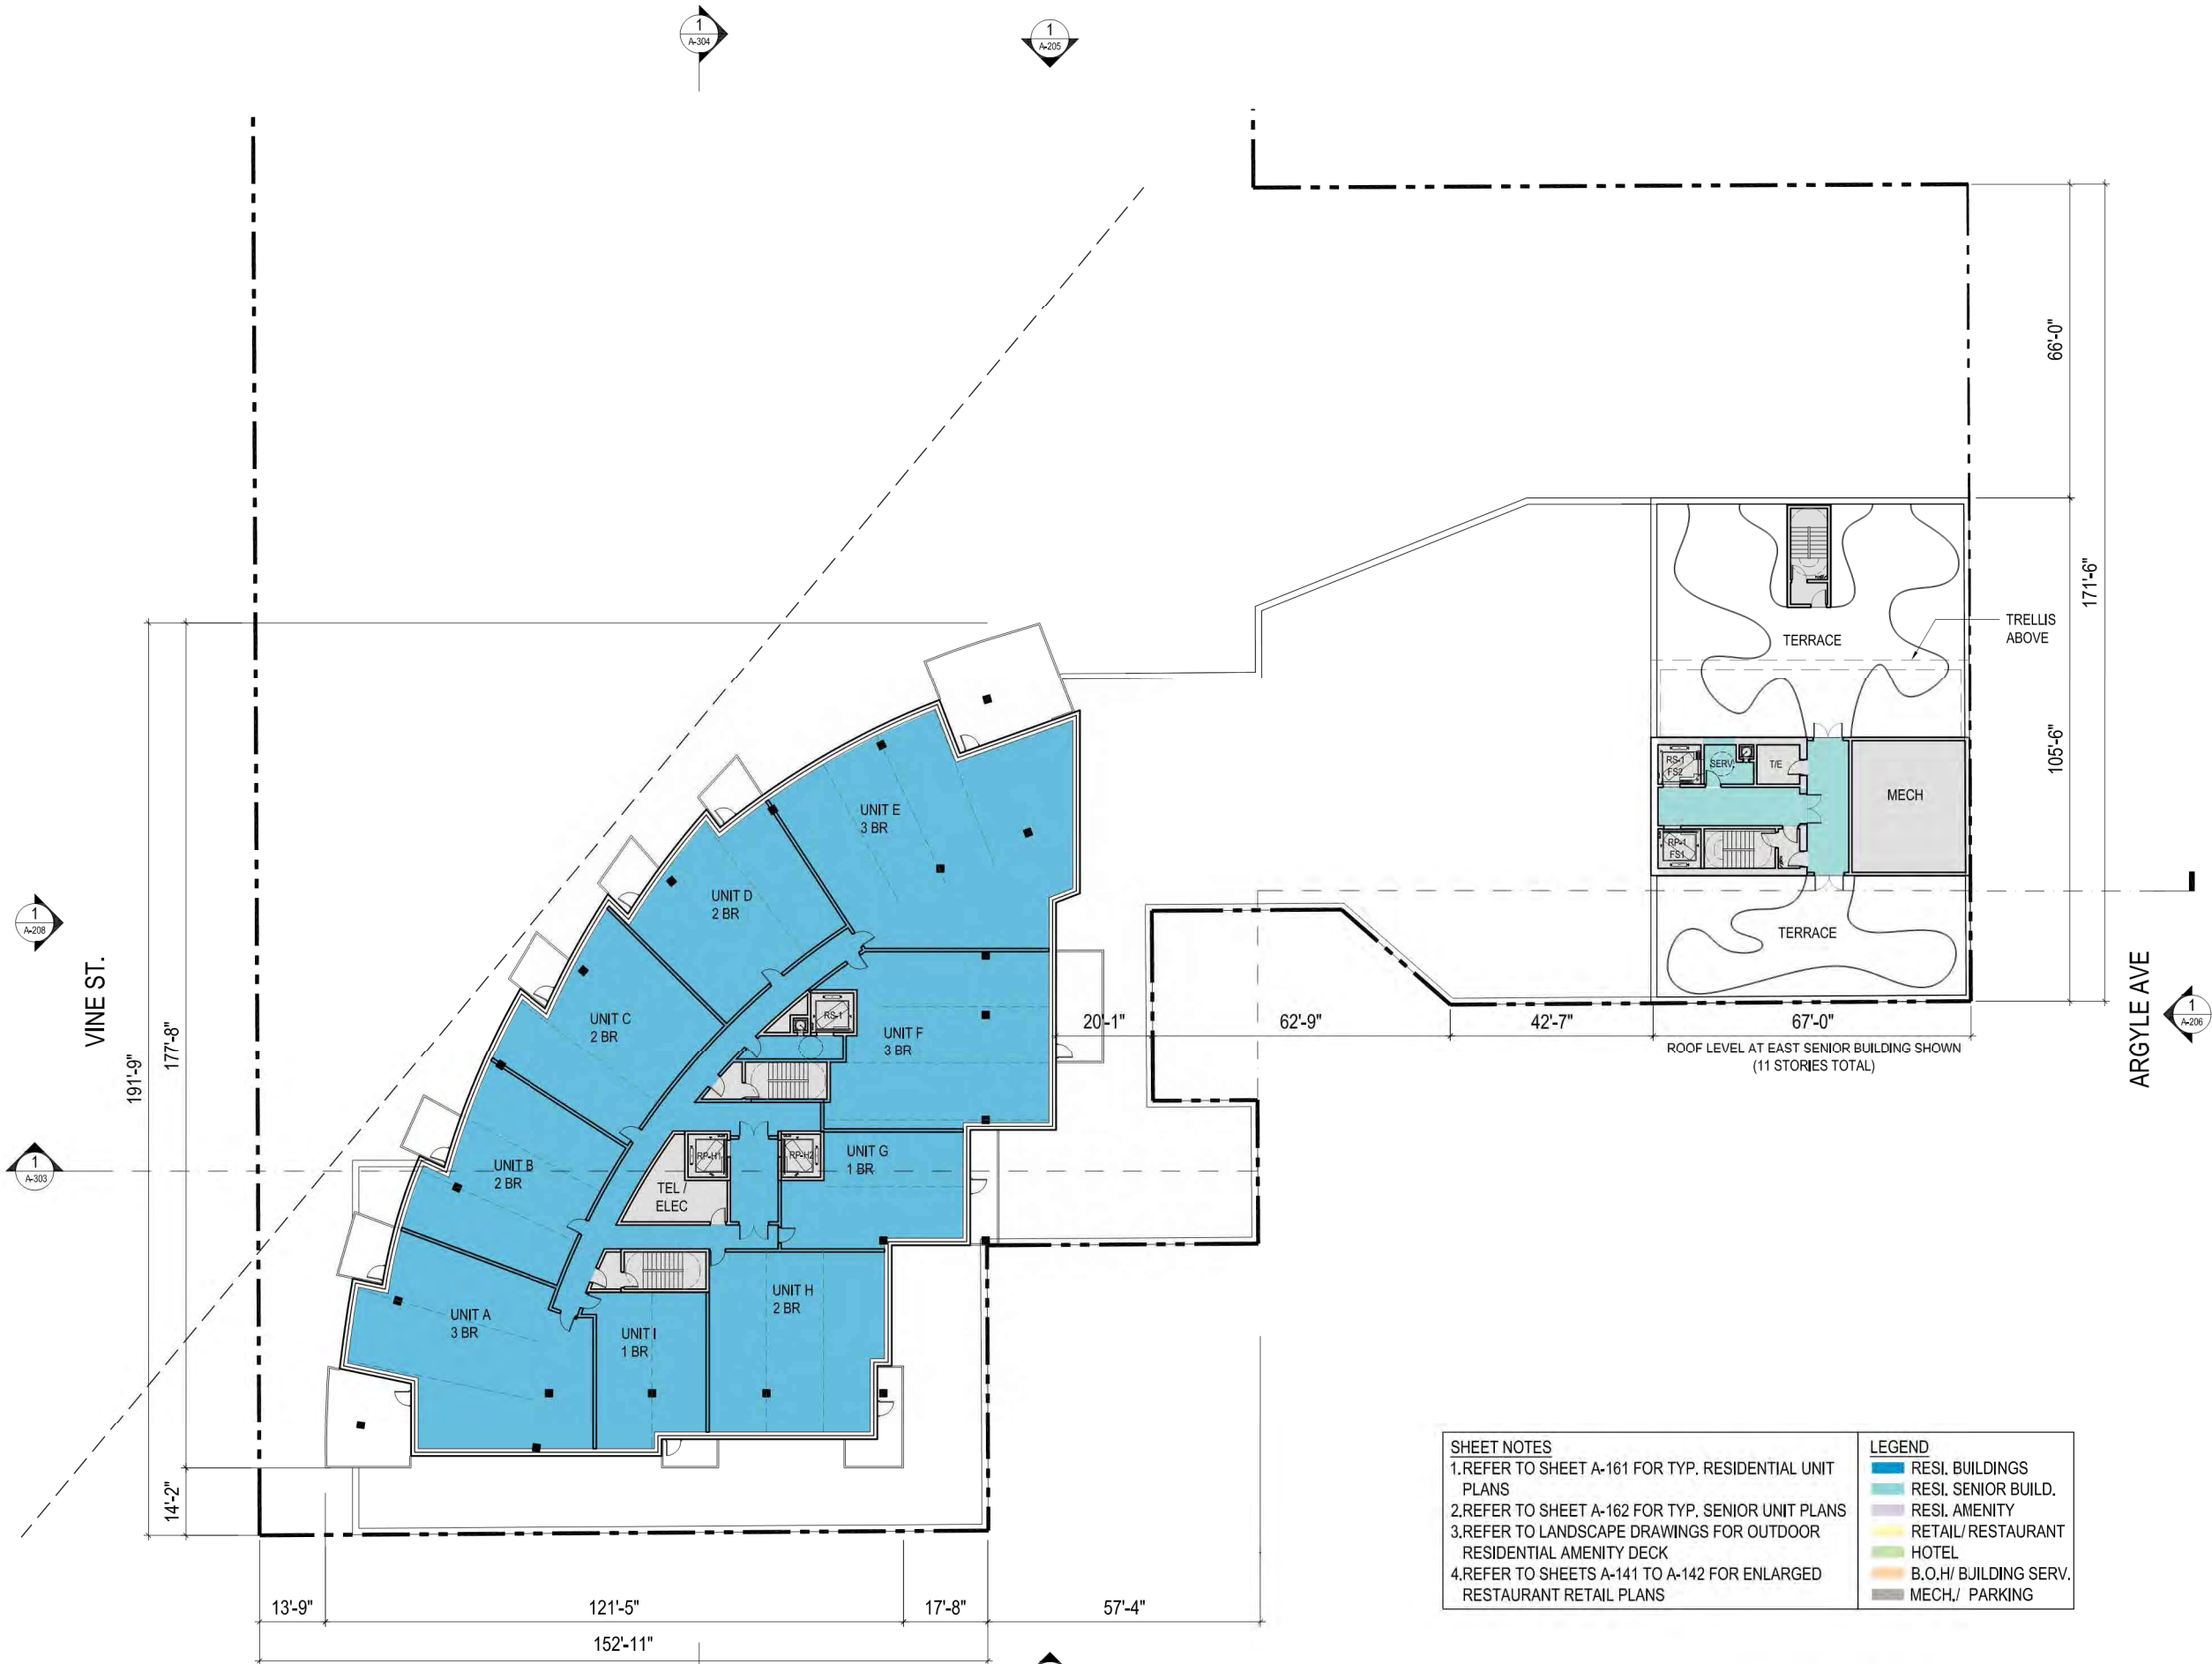 1
A-304
1
A-205
66'-0"
171'-6"
TRELLIS
ABOVE
TERRACE
105'-6"
RS-1
FS2
SERV.
T/E
MECH
RP-1
FS1
TERRACE
UNIT E
3 BR
UNIT D
2 BR
1
A-208
VINE ST.
UNIT C
2 BR
RS-1
UNIT F
3 BR
20'-1"
62'-9"
42'-7"
67'-0"
ROOF LEVEL AT EAST SENIOR BUILDING SHOWN
(11 STORIES TOTAL)
ARGYLE AVE
1
A-206
191'-9"
177'-8"
1
A-303
UNIT B
2 BR
RP-H1
RP-H2
UNIT G
1 BR
TEL /
ELEC
UNIT A
3 BR
UNIT I
1 BR
UNIT H
2 BR
14'-2"
13'-9"
121'-5"
17'-8"
57'-4"
152'-11"
SHEET NOTES
1.REFER TO SHEET A-161 FOR TYP. RESIDENTIAL UNIT
PLANS
2.REFER TO SHEET A-162 FOR TYP. SENIOR UNIT PLANS
3.REFER TO LANDSCAPE DRAWINGS FOR OUTDOOR
RESIDENTIAL AMENITY DECK
4.REFER TO SHEETS A-141 TO A-142 FOR ENLARGED
RESTAURANT RETAIL PLANS
LEGEND
RESI. BUILDINGS
RESI. SENIOR BUILD.
RESI. AMENITY
RETAIL/ RESTAURANT
HOTEL
B.O.H/ BUILDING SERV.
MECH./ PARKING